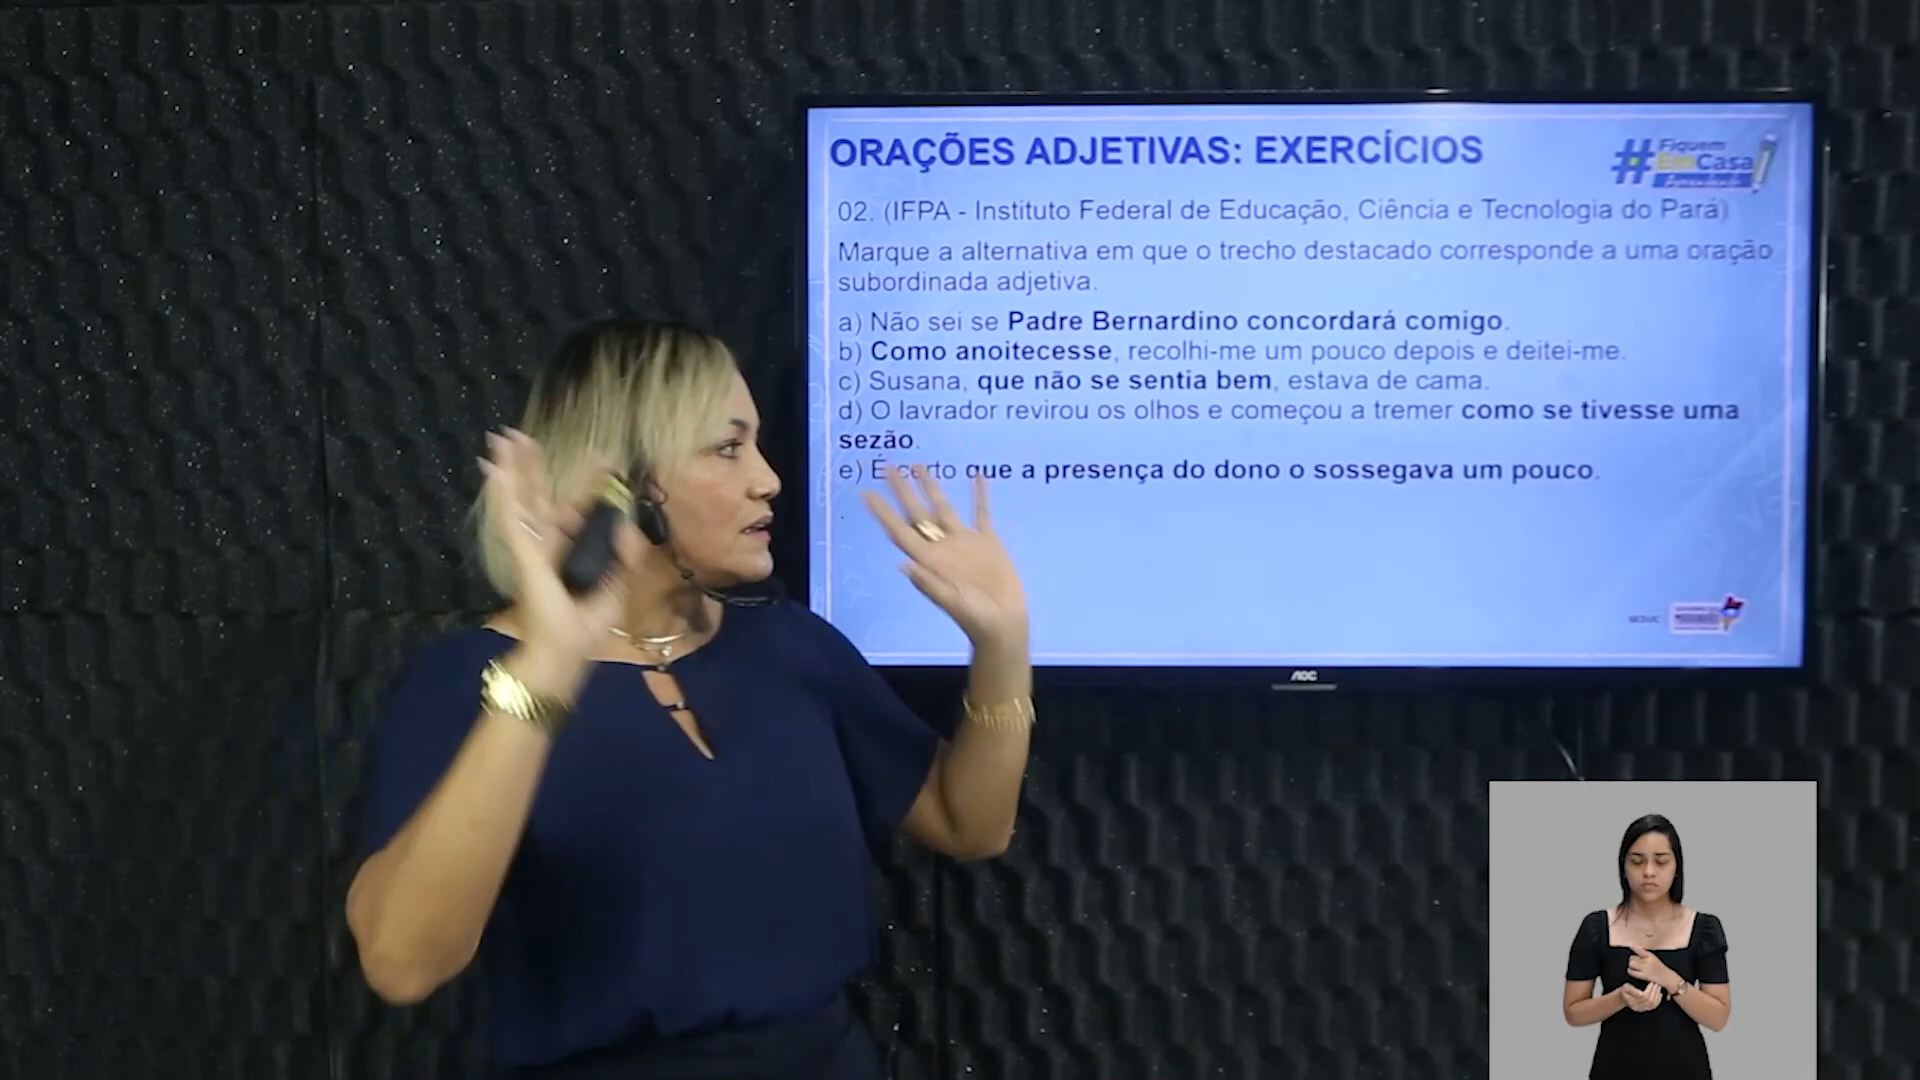 ORAÇÕES ADJETIVAS: EXERCÍCIOS
#Fiquem
EmCasa
02. (IFPA - Instituto Federal de Educação, Ciência e Tecnologia do Pará)
Marque a alternativa em que o trecho destacado corresponde a uma oração
subordinada adjetiva.
a) Não sei se Padre Bernardino concordará comigo.
b) Como anoitecesse, recolhi-me um pouco depois e deitei-me.
c) Susana, que não se sentia bem, estava de cama.
d) O lavrador revirou os olhos e começou a tremer como se tivesse uma
sezão.
e) É certo que a presença do dono o sossegava um pouco.
.
SEDUC
AOC